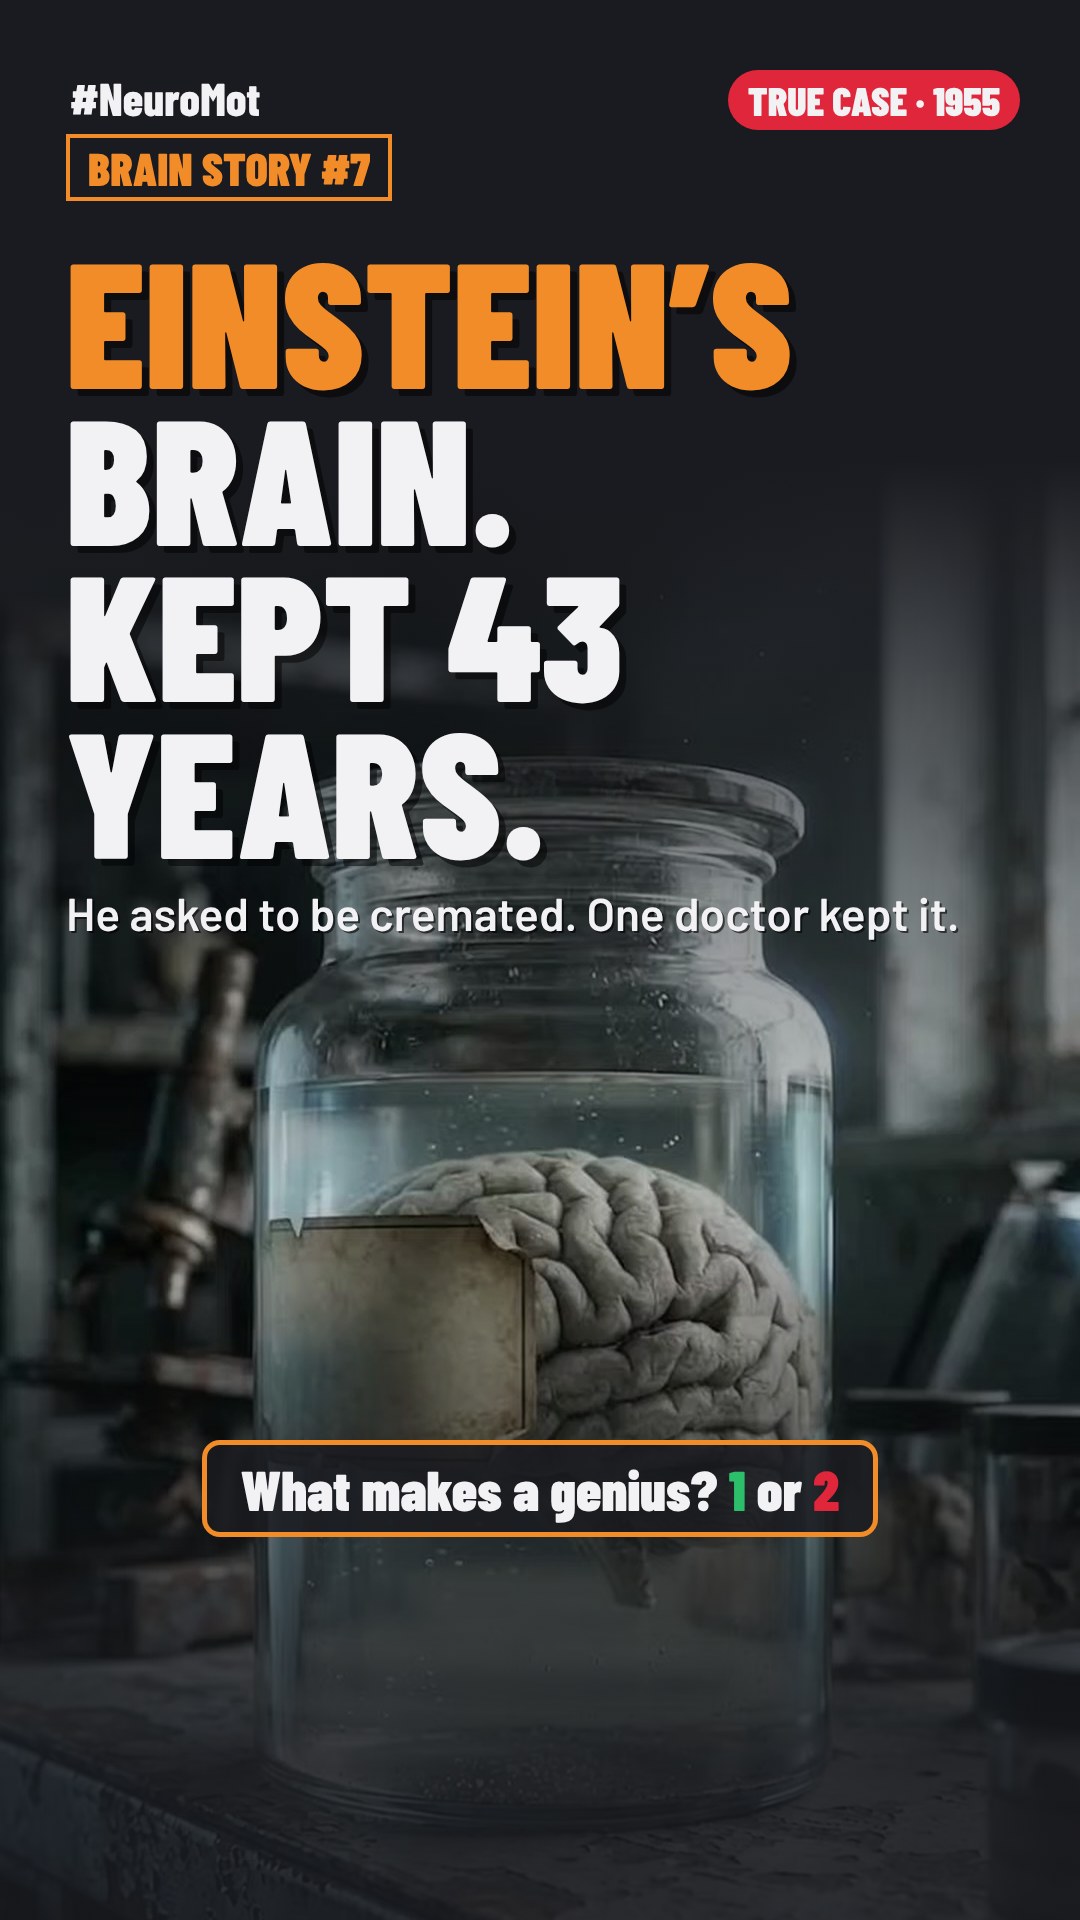 #NeuroMot
TRUE CASE · 1955
BRAIN STORY #7
EINSTEIN’S
BRAIN.
KEPT 43
YEARS.
He asked to be cremated. One doctor kept it.
What makes a genius? 1 or 2